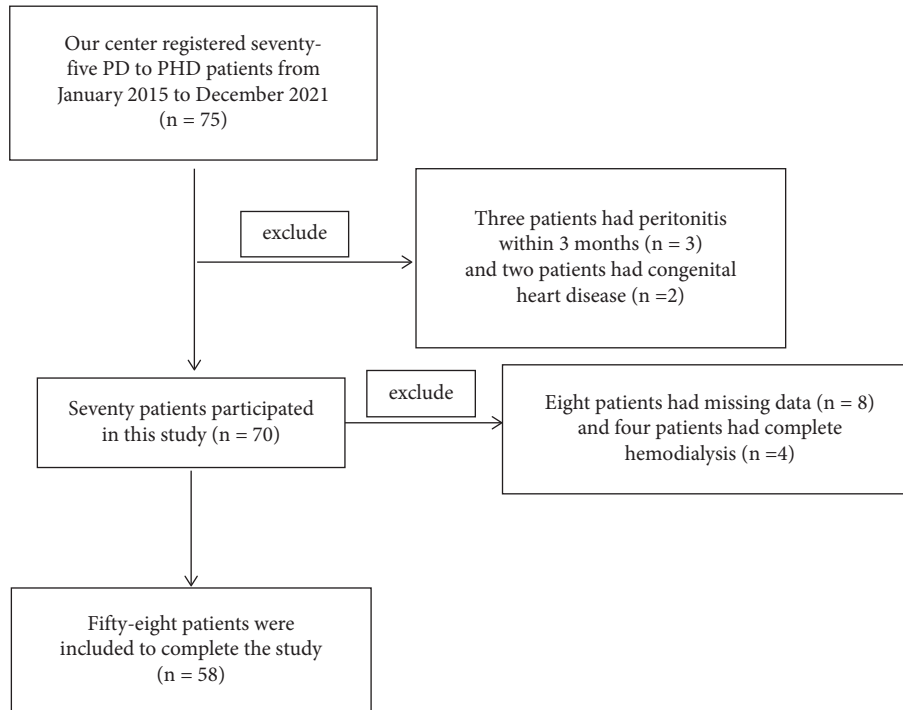 Our center registered seventy-
five PD to PHD patients from
January 2015 to December 2021
(n = 75)
exclude
Three patients had peritonitis
within 3 months (n = 3)
and two patients had congenital
heart disease (n =2)
Seventy patients participated
in this study (n = 70)
exclude
Eight patients had missing data (n = 8)
and four patients had complete
hemodialysis (n =4)
Fifty-eight patients were
included to complete the study
(n = 58)